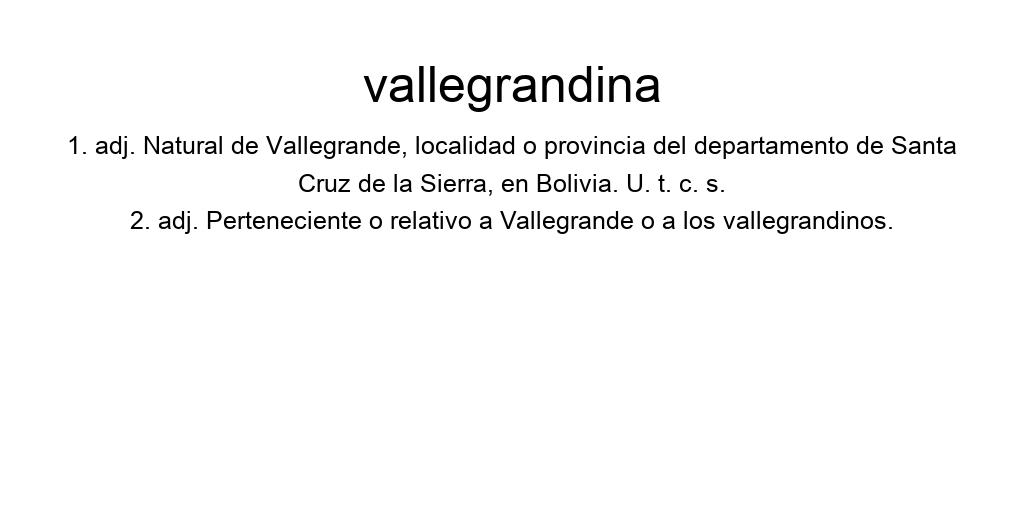 vallegrandina
1. adj. Natural de Vallegrande, localidad o provincia del departamento de Santa
Cruz de la Sierra, en Bolivia. U. t. c. s.
2. adj. Perteneciente o relativo a Vallegrande o a los vallegrandinos.